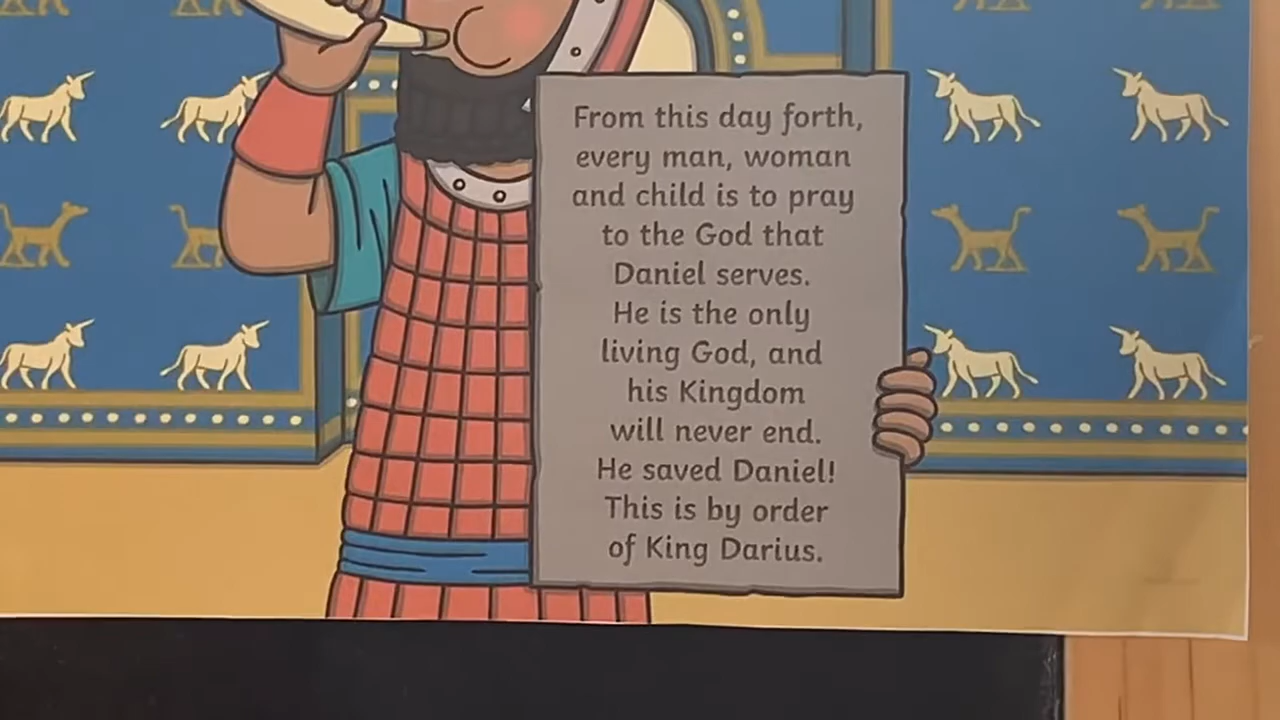 From this day forth,
every man, woman
and child is to pray
to the God that
Daniel serves.
He is the only
living God, and
his Kingdom
will never end.
He saved Daniel!
This is by order
of King Darius.